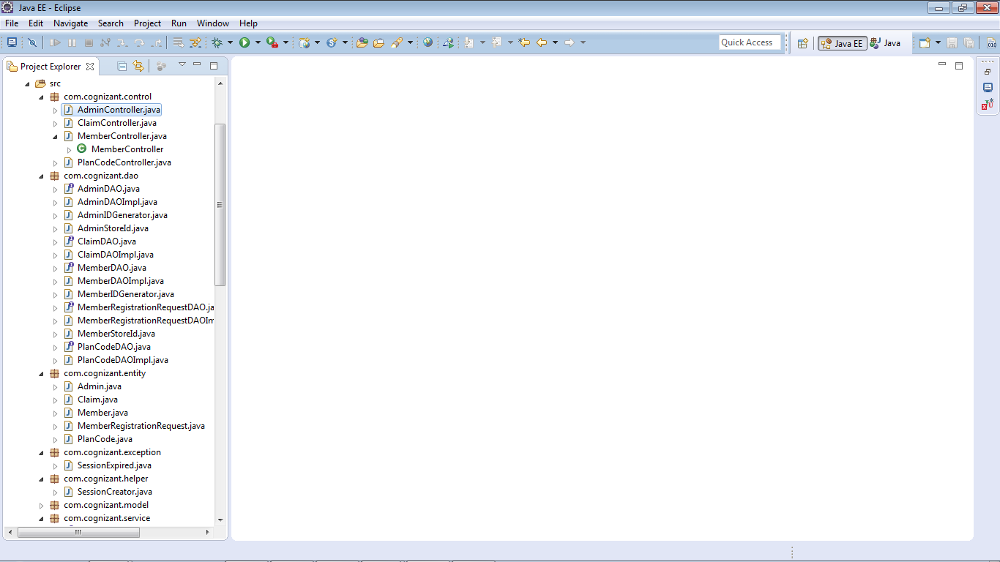 Java EE - Eclipse
File Edit Navigate Search Project Run Window Help
Quick Access Java EE Java
Project Explorer
src
com.cognizant.control
AdminController.java
ClaimController.java
MemberController.java
MemberController
PlanCodeController.java
com.cognizant.dao
AdminDAO.java
AdminDAOImpl.java
AdminIDGenerator.java
AdminStoreId.java
ClaimDAO.java
ClaimDAOImpl.java
MemberDAO.java
MemberDAOImpl.java
MemberIDGenerator.java
MemberRegistrationRequestDAO.ja
MemberRegistrationRequestDAOIm
MemberStoreId.java
PlanCodeDAO.java
PlanCodeDAOImpl.java
com.cognizant.entity
Admin.java
Claim.java
Member.java
MemberRegistrationRequest.java
PlanCode.java
com.cognizant.exception
SessionExpired.java
com.cognizant.helper
SessionCreator.java
com.cognizant.model
com.cognizant.service